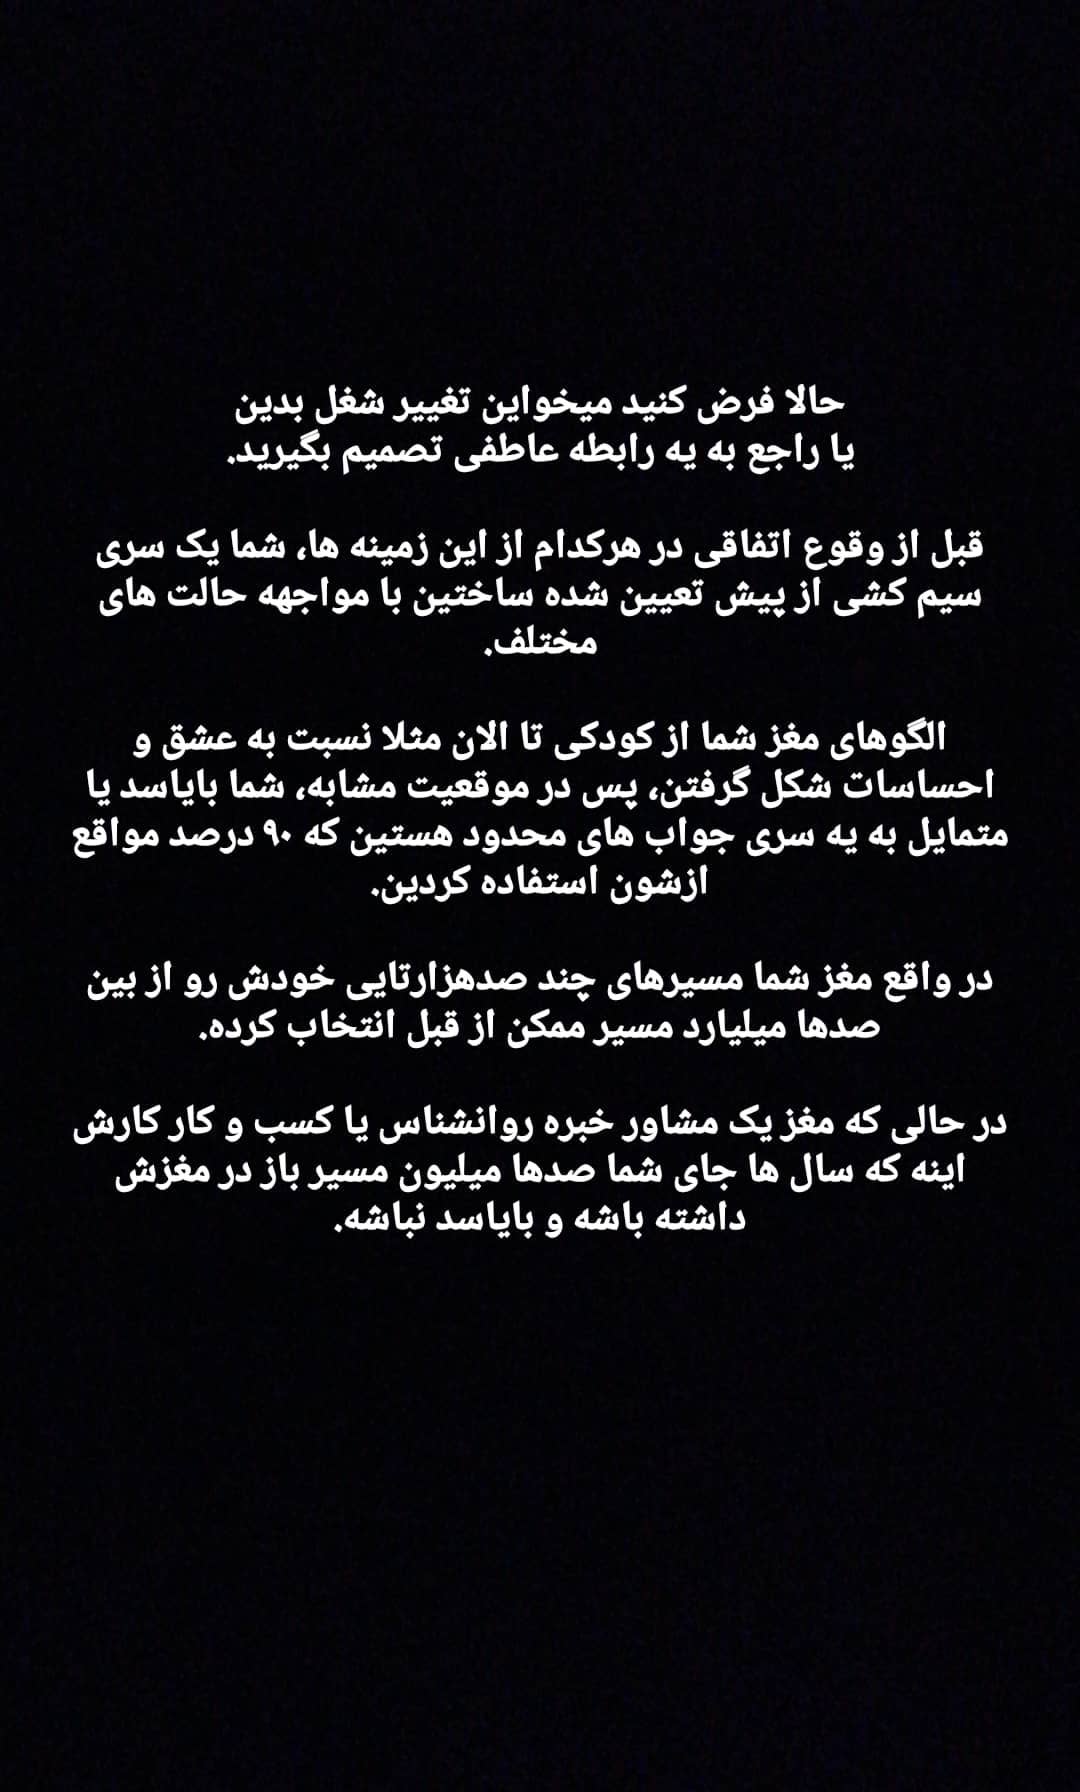 حالا فرض کنید میخواین تغییر شغل بدین
یا راجع به یه رابطه عاطفی تصمیم بگیرید.
قبل از وقوع اتفاقی در هرکدام از این زمینه ها، شما یک سری
سیم کشی از پیش تعیین شده ساختین با مواجهه حالت های
مختلف.
الگوهای مغز شما از کودکی تا الان مثلا نسبت به عشق و
احساسات شکل گرفتن، پس در موقعیت مشابه، شما بایاسد یا
متمایل به یه سری جواب های محدود هستین که ۹۰ درصد مواقع
ازشون استفاده کردین.
در واقع مغز شما مسیرهای چند صدهزارتایی خودش رو از بین
صدها میلیارد مسیر ممکن از قبل انتخاب کرده.
در حالی که مغز یک مشاور خبره روانشناس یا کسب و کار کارش
اینه که سال ها جای شما صدها میلیون مسیر باز در مغزش
داشته باشه و بایاسد نباشه.